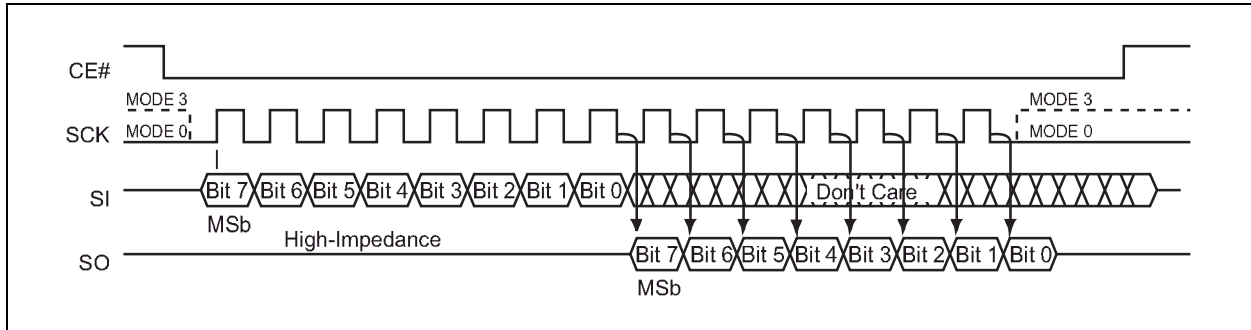 CE#
MODE 3 MODE 3
SCK MODE 0 MODE 0
SI Bit 7 Bit 6 Bit 5 Bit 4 Bit 3 Bit 2 Bit 1 Bit 0 Don't Care
MSb
High-Impedance
SO Bit 7 Bit 6 Bit 5 Bit 4 Bit 3 Bit 2 Bit 1 Bit 0
MSb